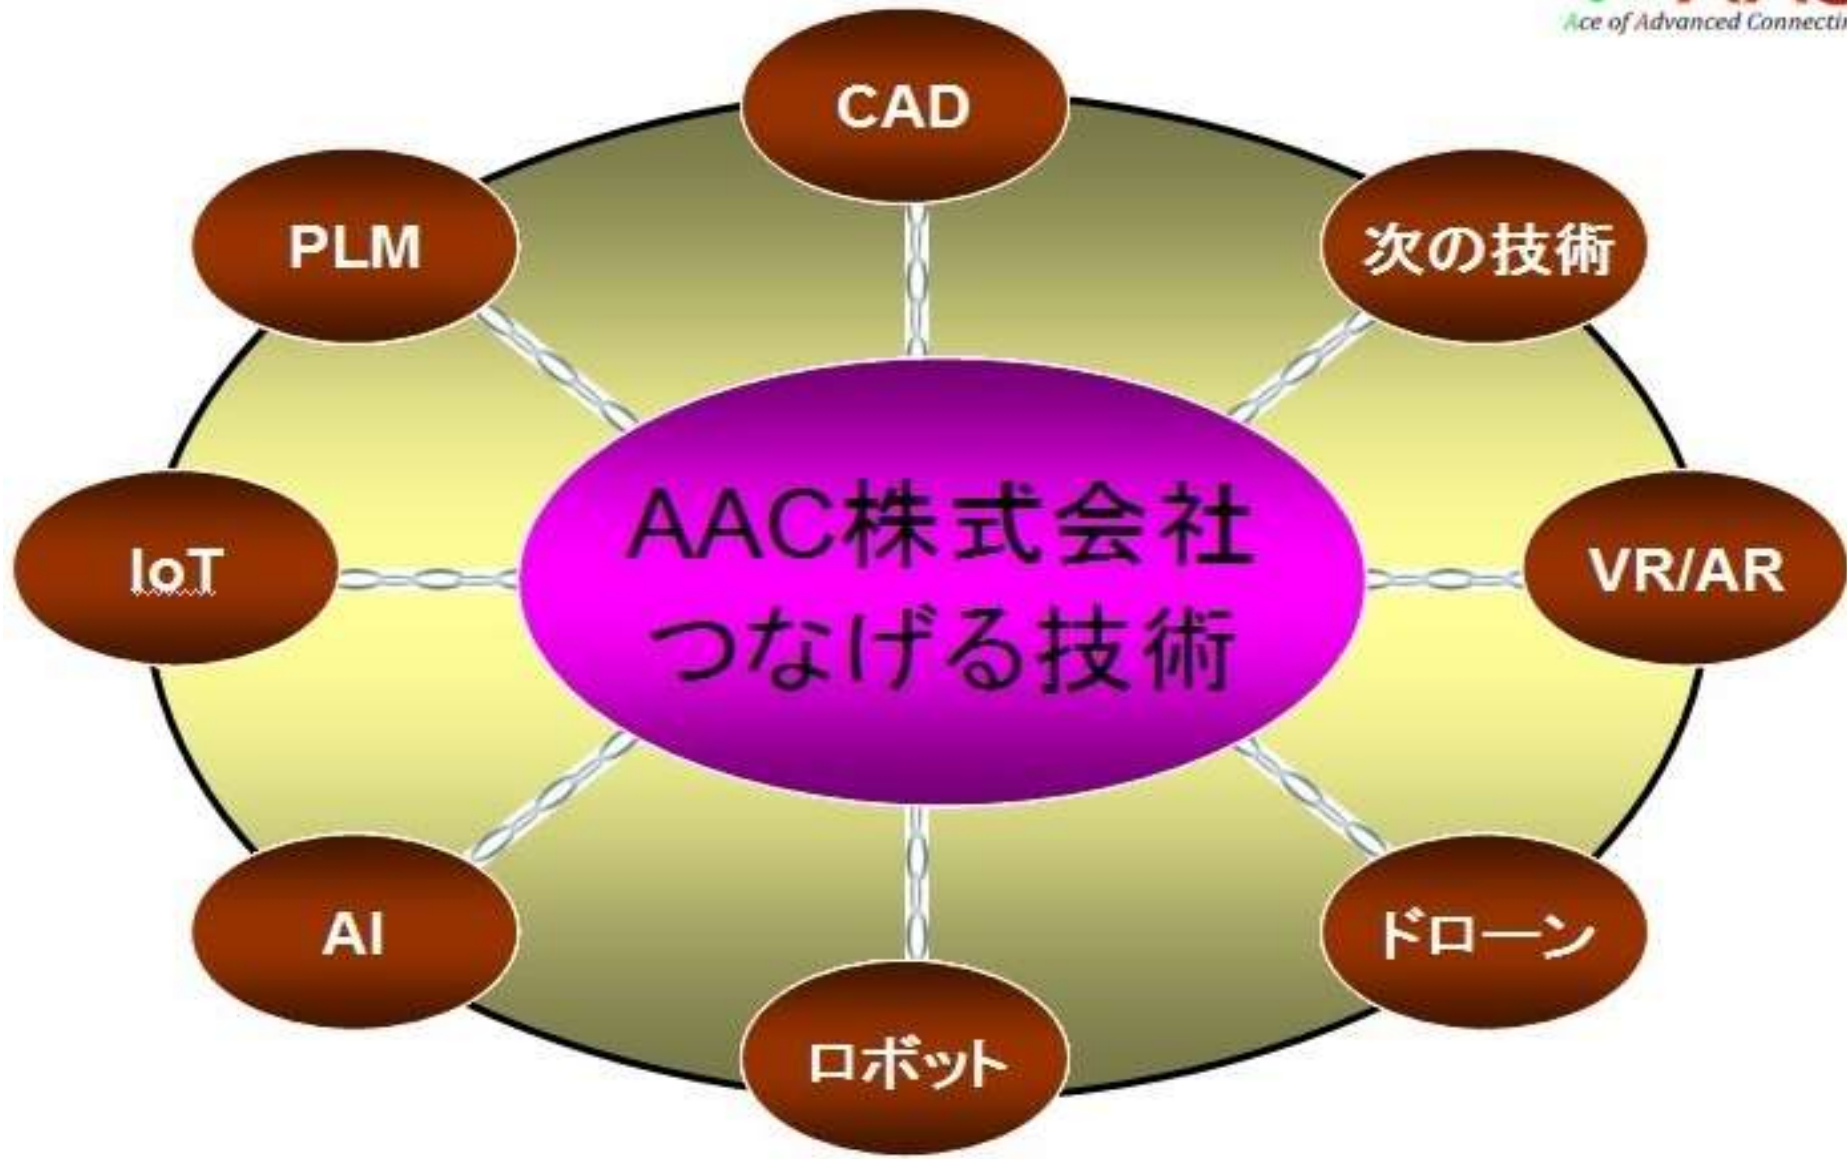 Ace of Advanced
CAD
PLM
次の技術
AAC株式会社
つなげる技術
IoT
VR/AR
AI
ドローン
ロボット